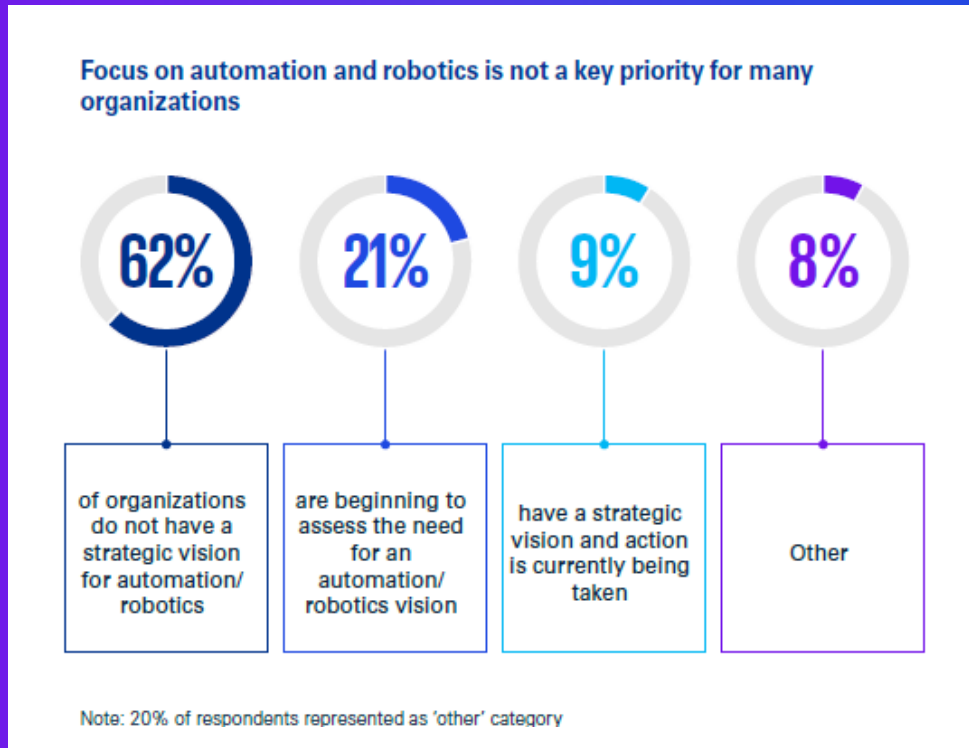 Focus on automation and robotics is not a key priority for many
organizations
62%
21%
9%
8%
of organizations
do not have a
strategic vision
for automation/
robotics
are beginning to
assess the need
for an
automation/
robotics vision
have a strategic
vision and action
is currently being
taken
Other
Note: 20% of respondents represented as ‘other’ category